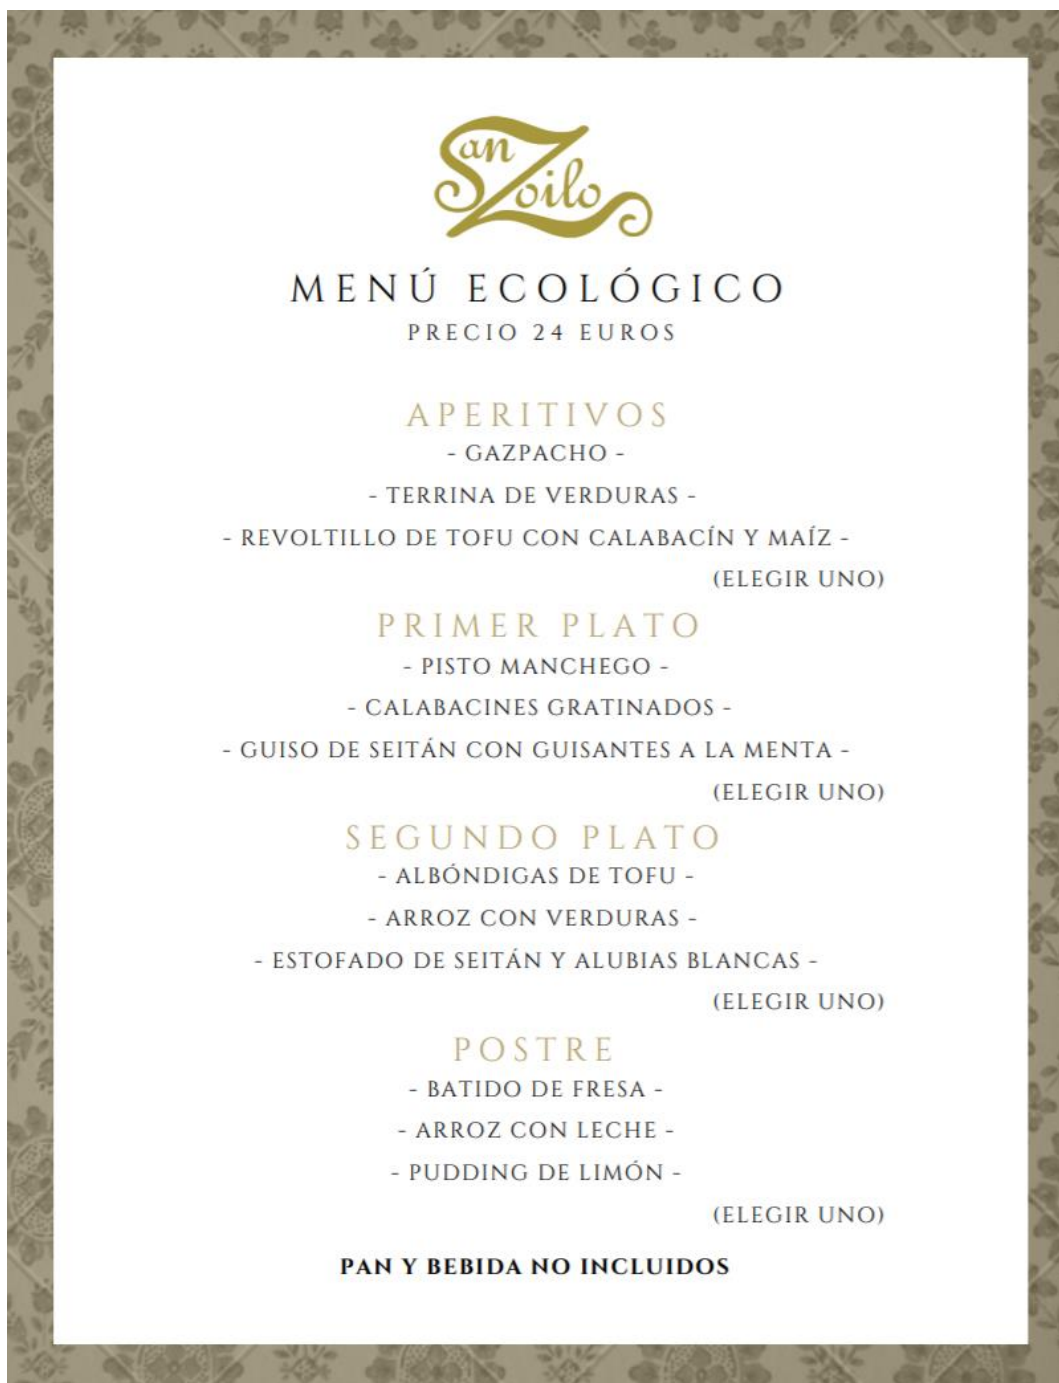 San Zoilo
MENÚ ECOLÓGICO
PRECIO 24 EUROS
APERITIVOS
- GAZPACHO -
- TERRINA DE VERDURAS -
- REVOLTILLO DE TOFU CON CALABACÍN Y MAÍZ -
(ELEGIR UNO)
PRIMER PLATO
- PISTO MANCHEGO -
- CALABACINES GRATINADOS -
- GUISO DE SEITÁN CON GUISANTES A LA MENTA -
(ELEGIR UNO)
SEGUNDO PLATO
- ALBÓNDIGAS DE TOFU -
- ARROZ CON VERDURAS -
- ESTOFADO DE SEITÁN Y ALUBIAS BLANCAS -
(ELEGIR UNO)
POSTRE
- BATIDO DE FRESA -
- ARROZ CON LECHE -
- PUDDING DE LIMÓN -
(ELEGIR UNO)
PAN Y BEBIDA NO INCLUIDOS